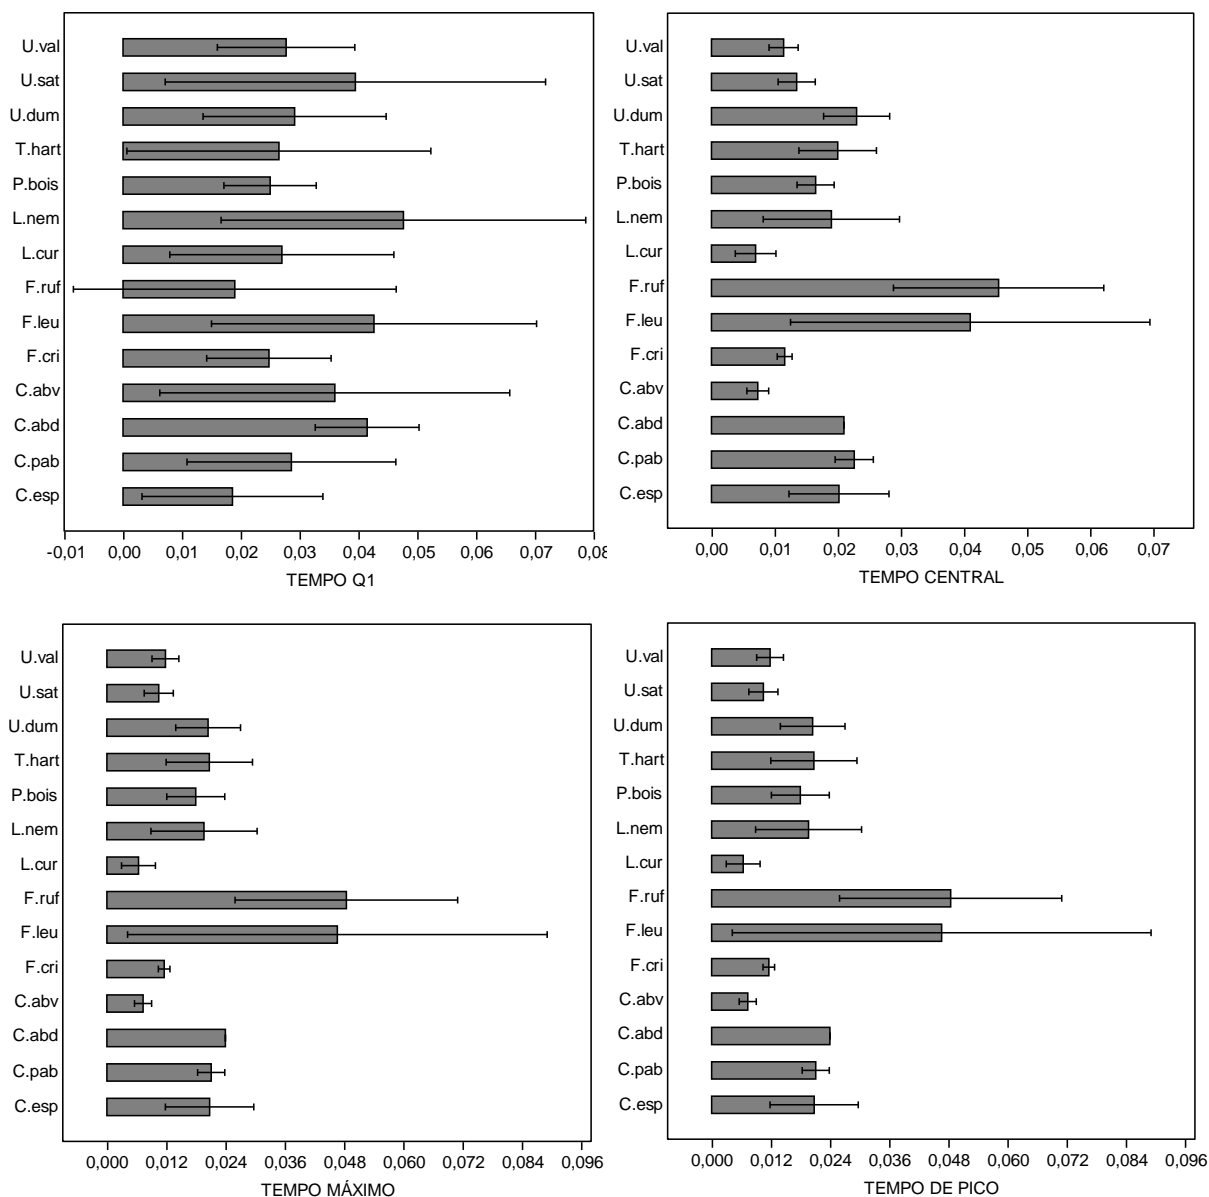 U.val
U.sat
U.dum
T.hart
P.bois
L.nem
L.cur
F.ruf
F.leu
F.cri
C.abv
C.abd
C.pab
C.esp
-0,01 0,00 0,01 0,02 0,03 0,04 0,05 0,06 0,07 0,08
TEMPO Q1
U.val
U.sat
U.dum
T.hart
P.bois
L.nem
L.cur
F.ruf
F.leu
F.cri
C.abv
C.abd
C.pab
C.esp
0,00 0,01 0,02 0,03 0,04 0,05 0,06 0,07
TEMPO CENTRAL
U.val
U.sat
U.dum
T.hart
P.bois
L.nem
L.cur
F.ruf
F.leu
F.cri
C.abv
C.abd
C.pab
C.esp
0,000 0,012 0,024 0,036 0,048 0,060 0,072 0,084 0,096
TEMPO MÁXIMO
U.val
U.sat
U.dum
T.hart
P.bois
L.nem
L.cur
F.ruf
F.leu
F.cri
C.abv
C.abd
C.pab
C.esp
0,000 0,012 0,024 0,036 0,048 0,060 0,072 0,084 0,096
TEMPO DE PICO